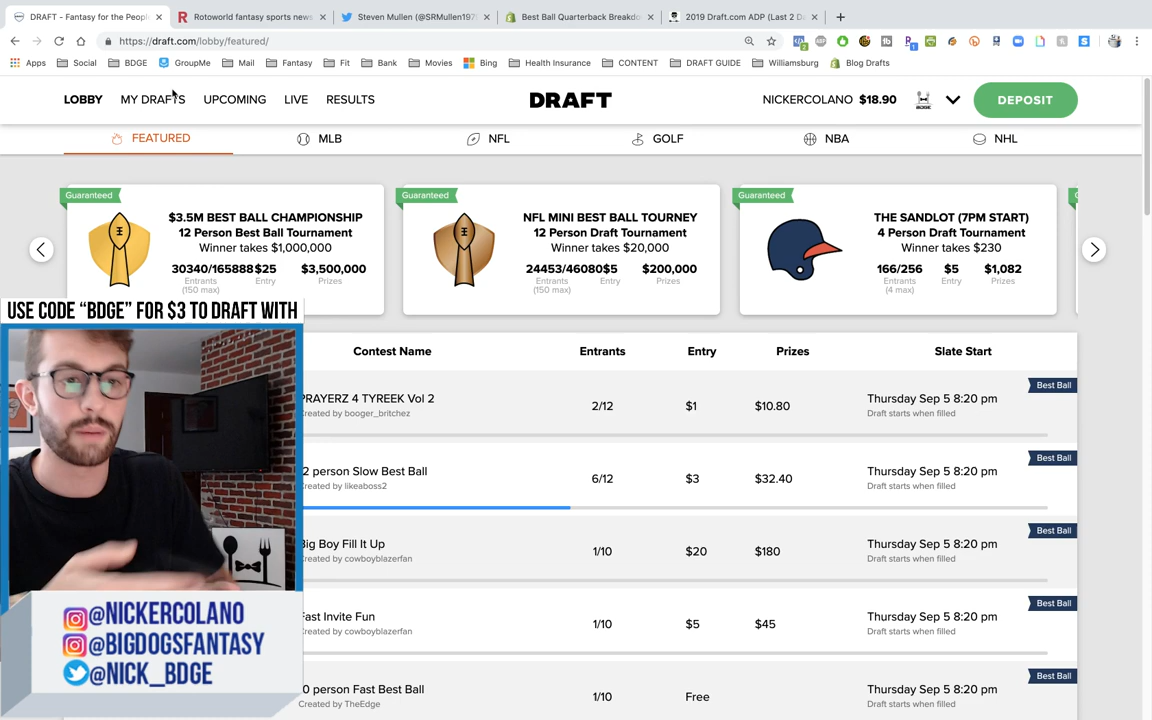 DRAFT - Fantasy for the People
Rotoworld fantasy sports news
Steven Mullen (@SRMullen197
Best Ball Quarterback Breakdo
2019 Draft.com ADP (Last 2 D
https://draft.com/lobby/featured/
Apps
Social
BDGE
GroupMe
Mail
Fantasy
Fit
Bank
Movies
Bing
Health Insurance
CONTENT
DRAFT GUIDE
Williamsburg
Blog Drafts
LOBBY
MY DRAFTS
UPCOMING
LIVE
RESULTS
DRAFT
NICKERCOLANO $18.90
DEPOSIT
FEATURED
MLB
NFL
GOLF
NBA
NHL
Guaranteed
$3.5M BEST BALL CHAMPIONSHIP
12 Person Best Ball Tournament
Winner takes $1,000,000
30340/165888 $25 $3,500,000
Entrants Entry Prizes
(150 max)
Guaranteed
NFL MINI BEST BALL TOURNEY
12 Person Draft Tournament
Winner takes $20,000
24453/46080 $5 $200,000
Entrants Entry Prizes
(150 max)
Guaranteed
THE SANDLOT (7PM START)
4 Person Draft Tournament
Winner takes $230
166/256 $5 $1,082
Entrants Entry Prizes
(4 max)
USE CODE "BDGE" FOR $3 TO DRAFT WITH
Contest Name Entrants Entry Prizes Slate Start
Best Ball
PRAYERZ 4 TYREEK Vol 2 2/12 $1 $10.80 Thursday Sep 5 8:20 pm
Created by booger_britchez Draft starts when filled
Best Ball
2 person Slow Best Ball 6/12 $3 $32.40 Thursday Sep 5 8:20 pm
Created by likeaboss2 Draft starts when filled
Best Ball
Big Boy Fill It Up 1/10 $20 $180 Thursday Sep 5 8:20 pm
Created by cowboyblazerfan Draft starts when filled
Best Ball
Fast Invite Fun 1/10 $5 $45 Thursday Sep 5 8:20 pm
Created by cowboyblazerfan Draft starts when filled
Best Ball
0 person Fast Best Ball 1/10 Free Thursday Sep 5 8:20 pm
Created by TheEdge Draft starts when filled
@NICKERCOLANO
@BIGDOGSFANTASY
@NICK_BDGE